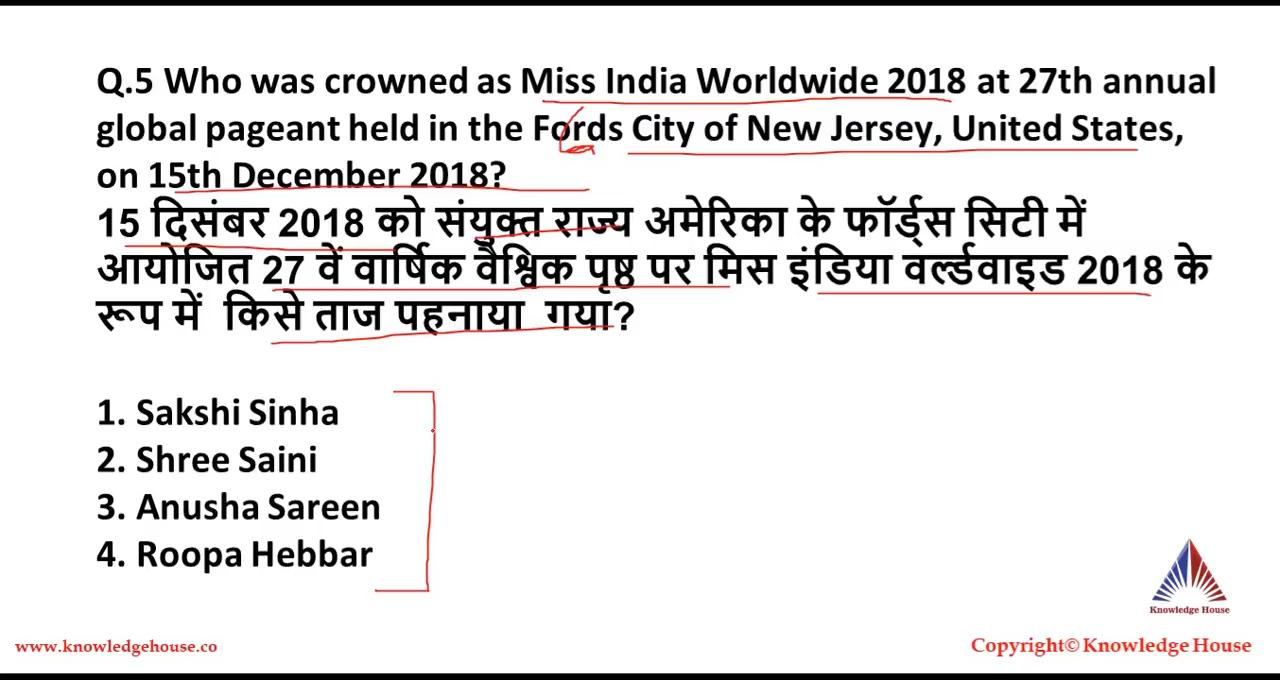 Q.5 Who was crowned as Miss India Worldwide 2018 at 27th annual
global pageant held in the Fords City of New Jersey, United States,
on 15th December 2018?
15 दिसंबर 2018 को संयुक्त राज्य अमेरिका के फॉर्ड्स सिटी में
आयोजित 27 वें वार्षिक वैश्विक पृष्ठ पर मिस इंडिया वर्ल्डवाइड 2018 के
रूप में किसे ताज पहनाया गया?
1. Sakshi Sinha
2. Shree Saini
3. Anusha Sareen
4. Roopa Hebbar
Knowledge House
www.knowledgehouse.co
Copyright© Knowledge House